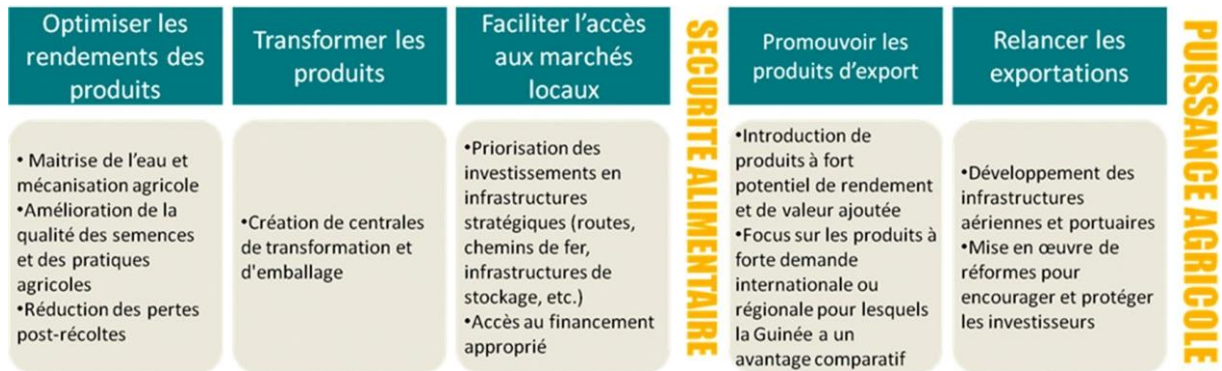 Optimiser les
rendements des
produits
• Maitrise de l'eau et
mécanisation agricole
•Amélioration de la
qualité des semences
et des pratiques
agricoles
•Réduction des pertes
post-récoltes
Transformer les
produits
•Création de centrales
de transformation et
d'emballage
Faciliter l'accès
aux marchés
locaux
•Priorisation des
investissements en
infrastructures
stratégiques (routes,
chemins de fer,
infrastructures de
stockage, etc.)
•Accès au financement
approprié
SECURITE ALIMENTAIRE
Promouvoir les
produits d'export
•Introduction de
produits à fort
potentiel de rendement
et de valeur ajoutée
•Focus sur les produits à
forte demande
internationale ou
régionale pour lesquels
la Guinée a un
avantage comparatif
Relancer les
exportations
•Développement des
infrastructures
aériennes et portuaires
•Mise en œuvre de
réformes pour
encourager et protéger
les investisseurs
PUISSANCE AGRICOLE